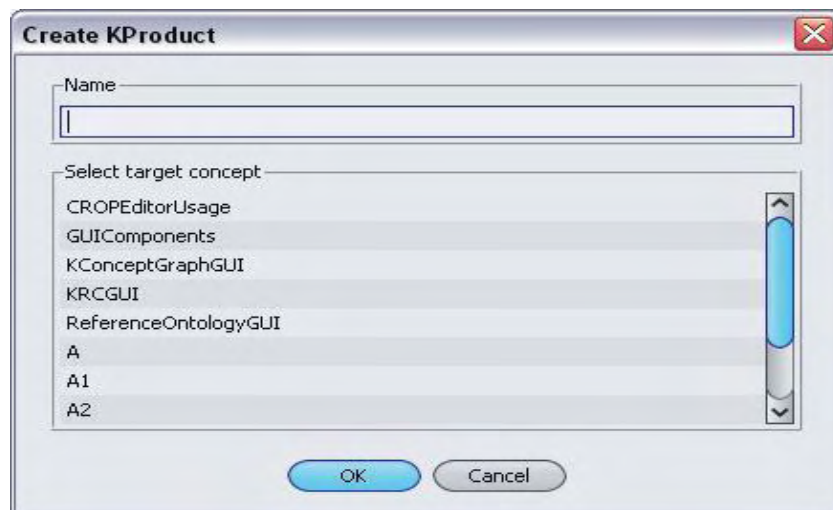 Create KProduct
Name
Select target concept
CROPEditorUsage
GUIComponents
KConceptGraphGUI
KRCGUI
ReferenceOntologyGUI
A
A1
A2
OK Cancel